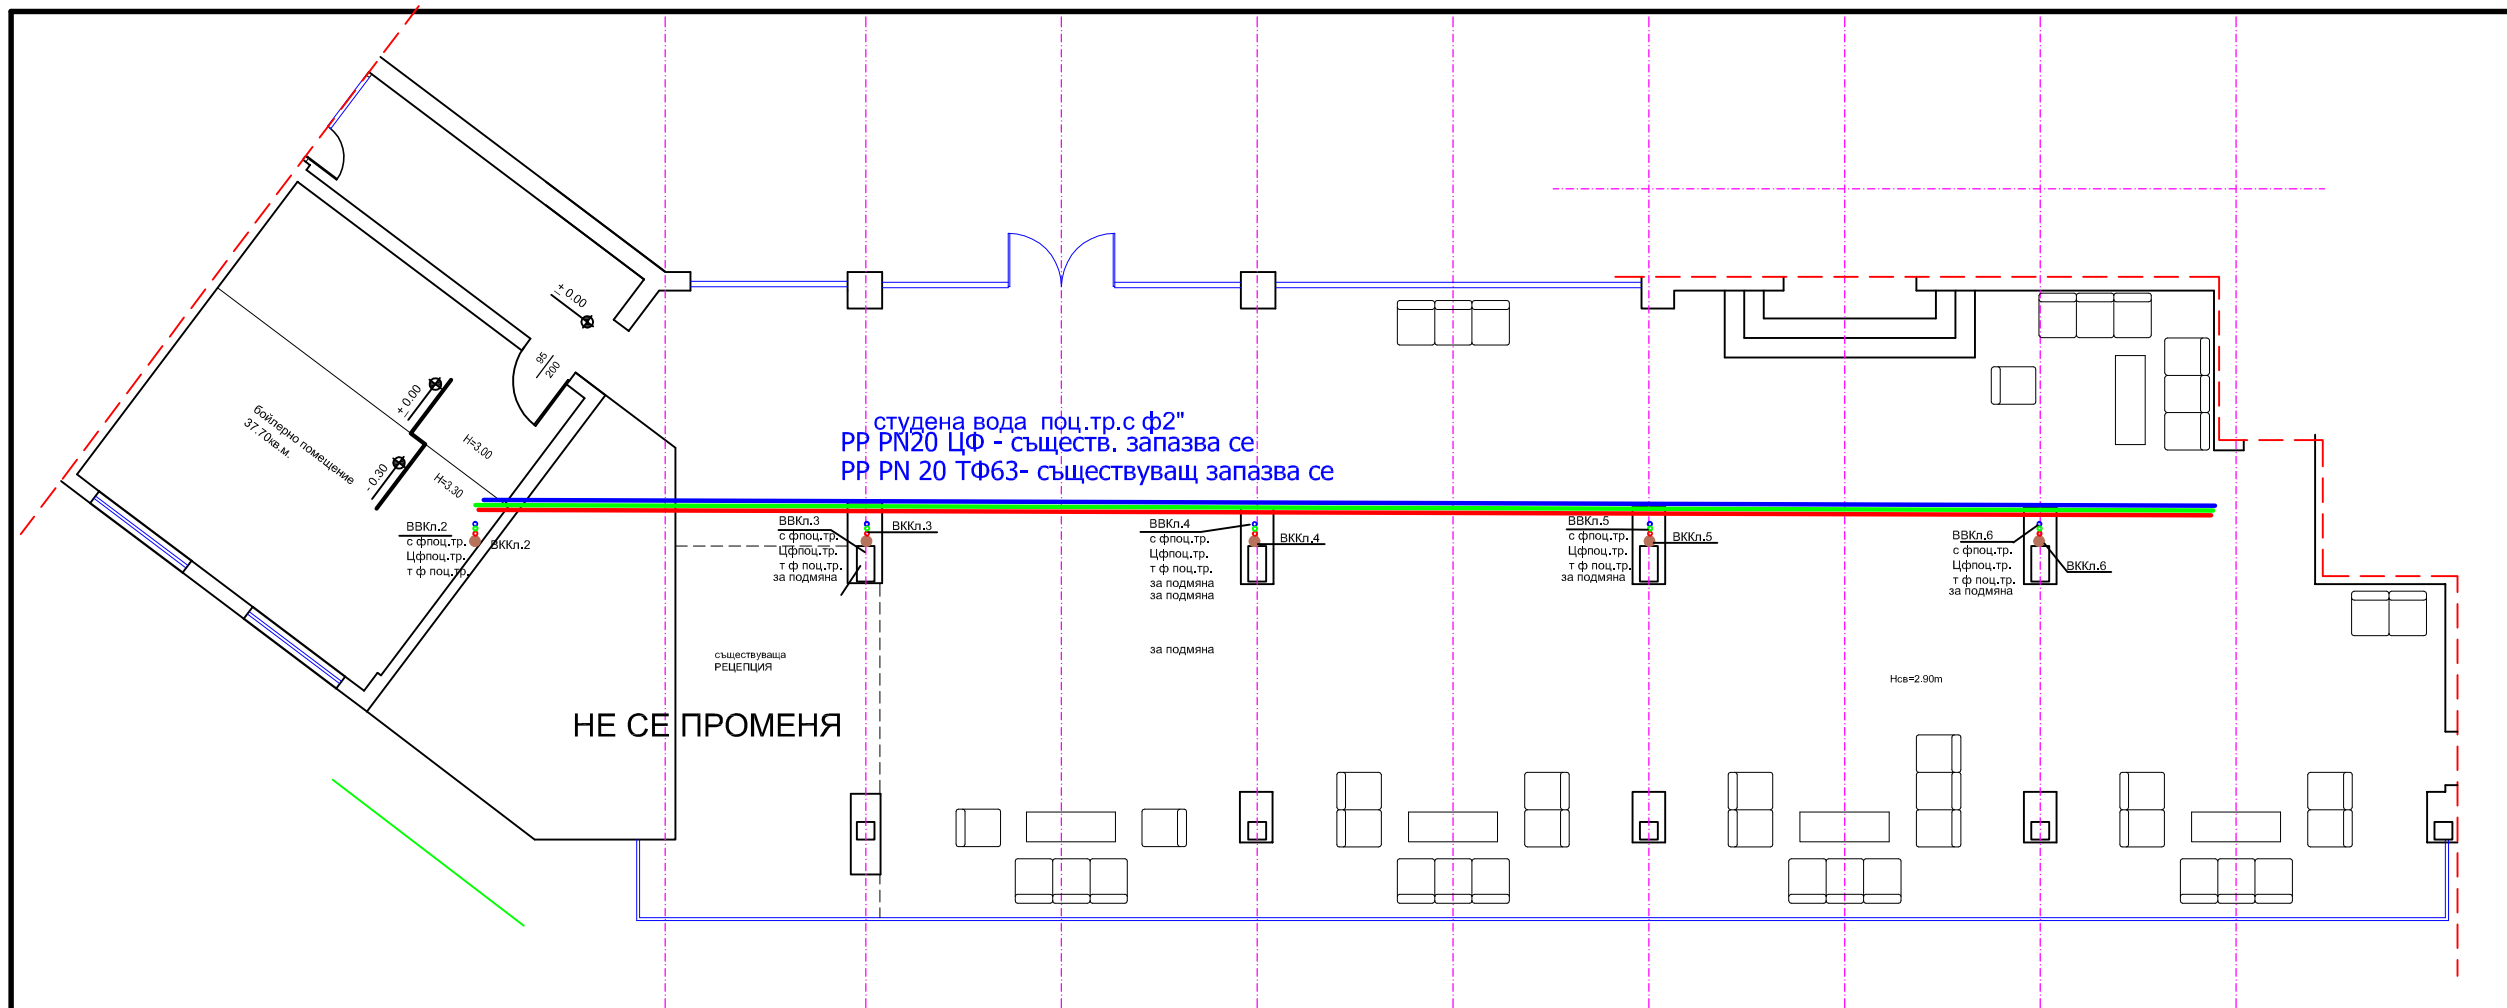 ± 0.00
95
200
± 0.00
бойлерно помещение
37.70кв.м.
- 0.30
H=3.00
H=3.30
студена вода поц.тр.с ф2"
PP PN20 ЦФ - съществ. запазва се
PP PN 20 ТФ63- съществуващ запазва се
ВВКл.2
с фпоц.тр.
Цфпоц.тр.
т ф поц.тр.
ВККл.2
ВВКл.3
с фпоц.тр.
Цфпоц.тр.
т ф поц.тр.
за подмяна
ВККл.3
ВВКл.4
с фпоц.тр.
Цфпоц.тр.
т ф поц.тр.
за подмяна
за подмяна
ВККл.4
ВВКл.5
с фпоц.тр.
Цфпоц.тр.
т ф поц.тр.
за подмяна
ВККл.5
ВВКл.6
с фпоц.тр.
Цфпоц.тр.
т ф поц.тр.
за подмяна
ВККл.6
съществуваща
РЕЦЕПЦИЯ
за подмяна
Hсв=2.90m
НЕ СЕ ПРОМЕНЯ